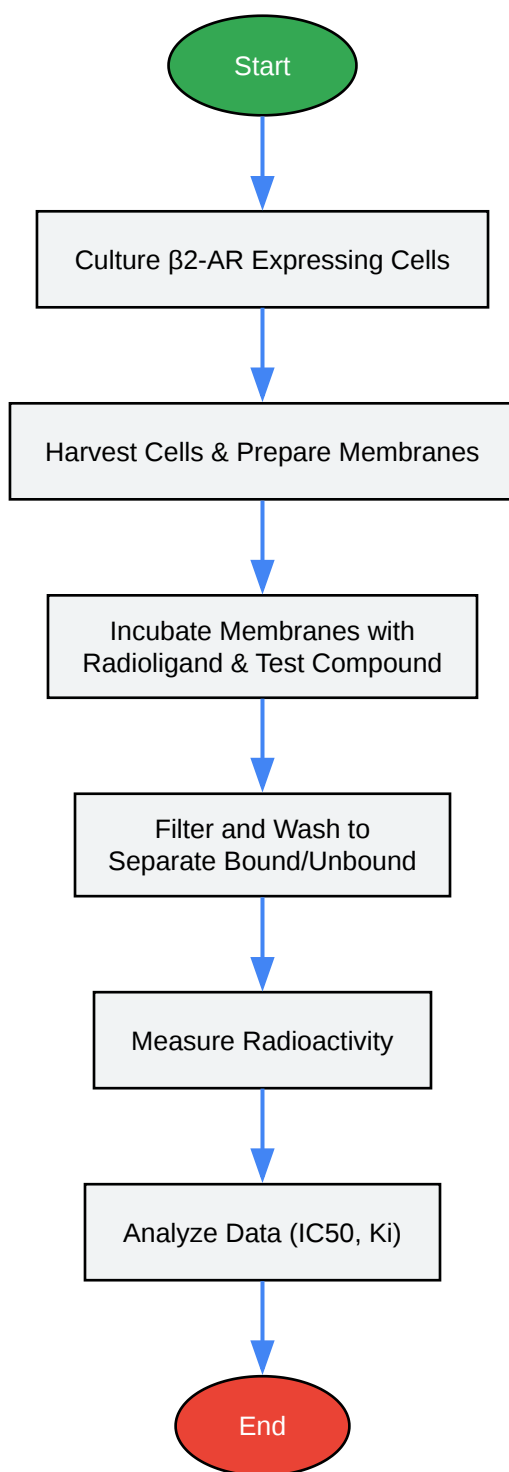 Start
Culture β2-AR Expressing Cells
Harvest Cells & Prepare Membranes
Incubate Membranes with
Radioligand & Test Compound
Filter and Wash to
Separate Bound/Unbound
Measure Radioactivity
Analyze Data (IC50, Ki)
End